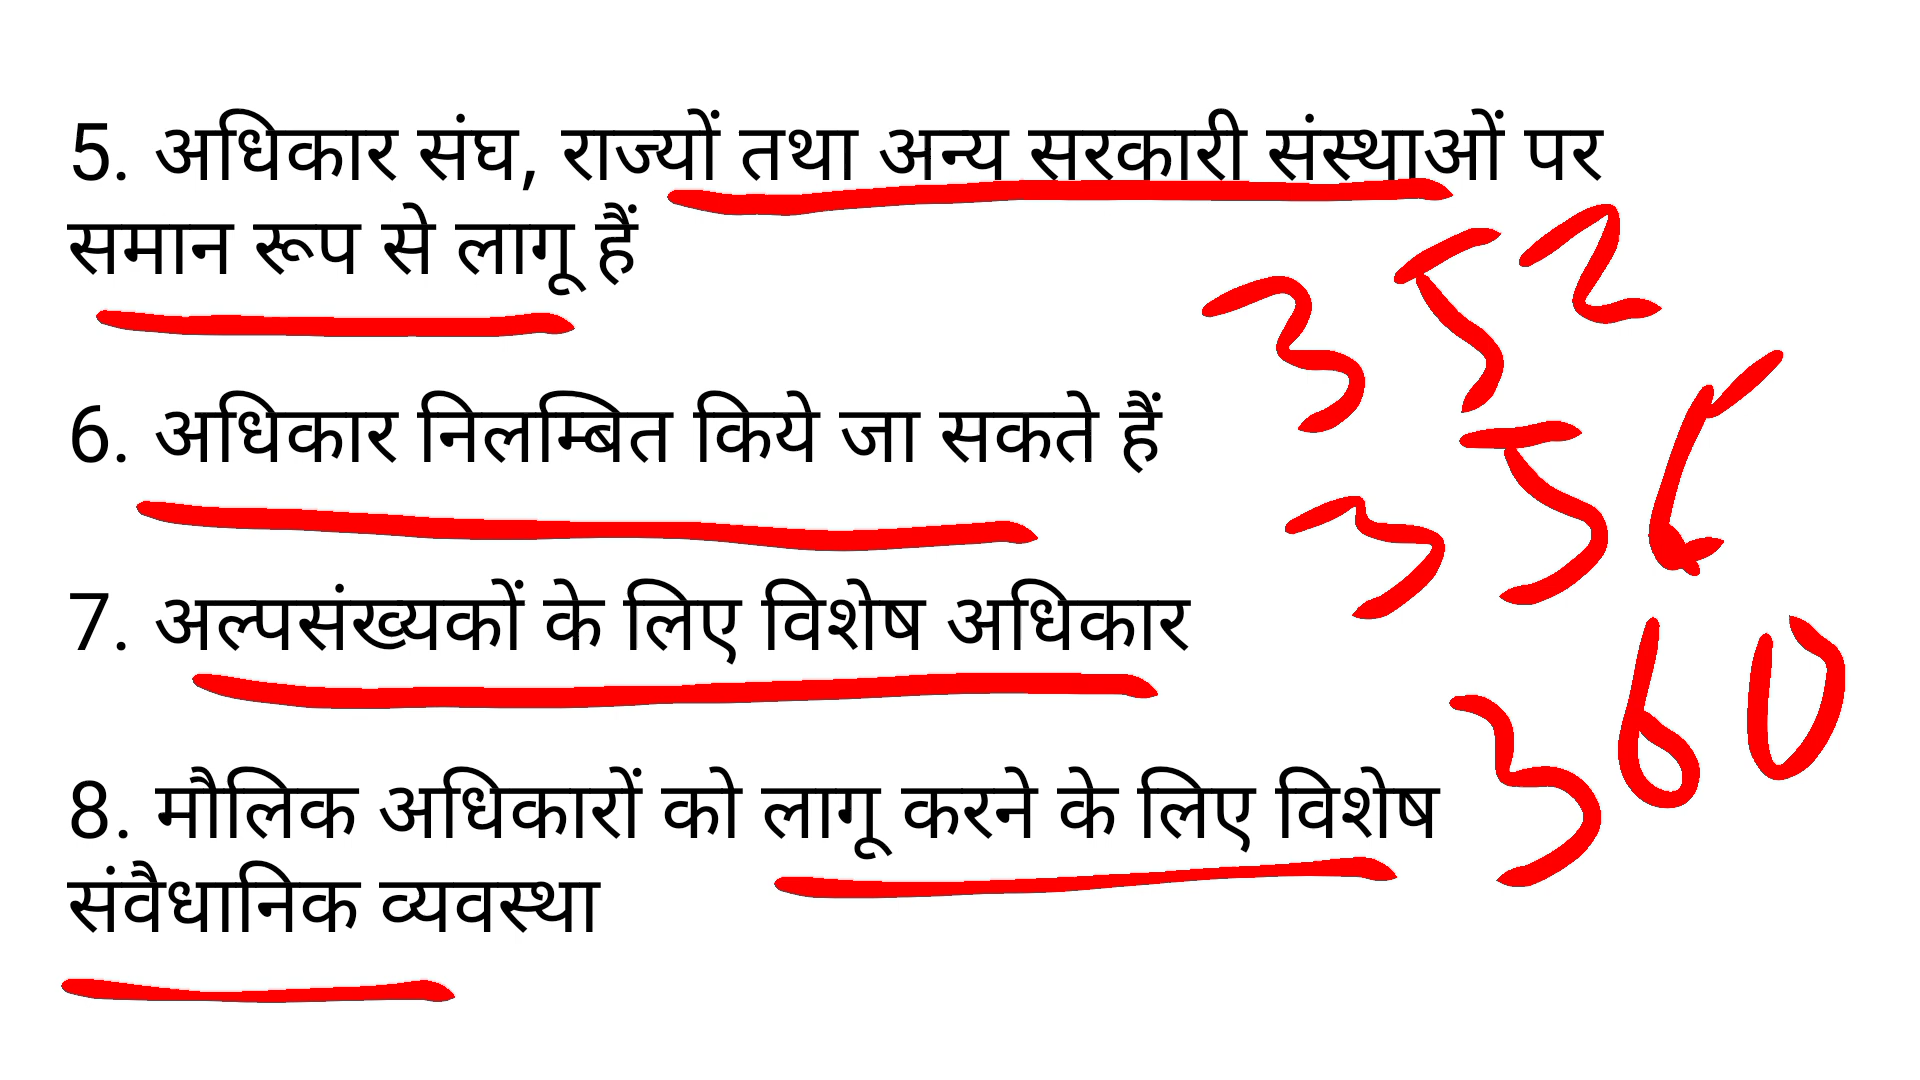 5. अधिकार संघ, राज्यों तथा अन्य सरकारी संस्थाओं पर
समान रूप से लागू हैं
352
6. अधिकार निलम्बित किये जा सकते हैं
356
7. अल्पसंख्यकों के लिए विशेष अधिकार
360
8. मौलिक अधिकारों को लागू करने के लिए विशेष
संवैधानिक व्यवस्था